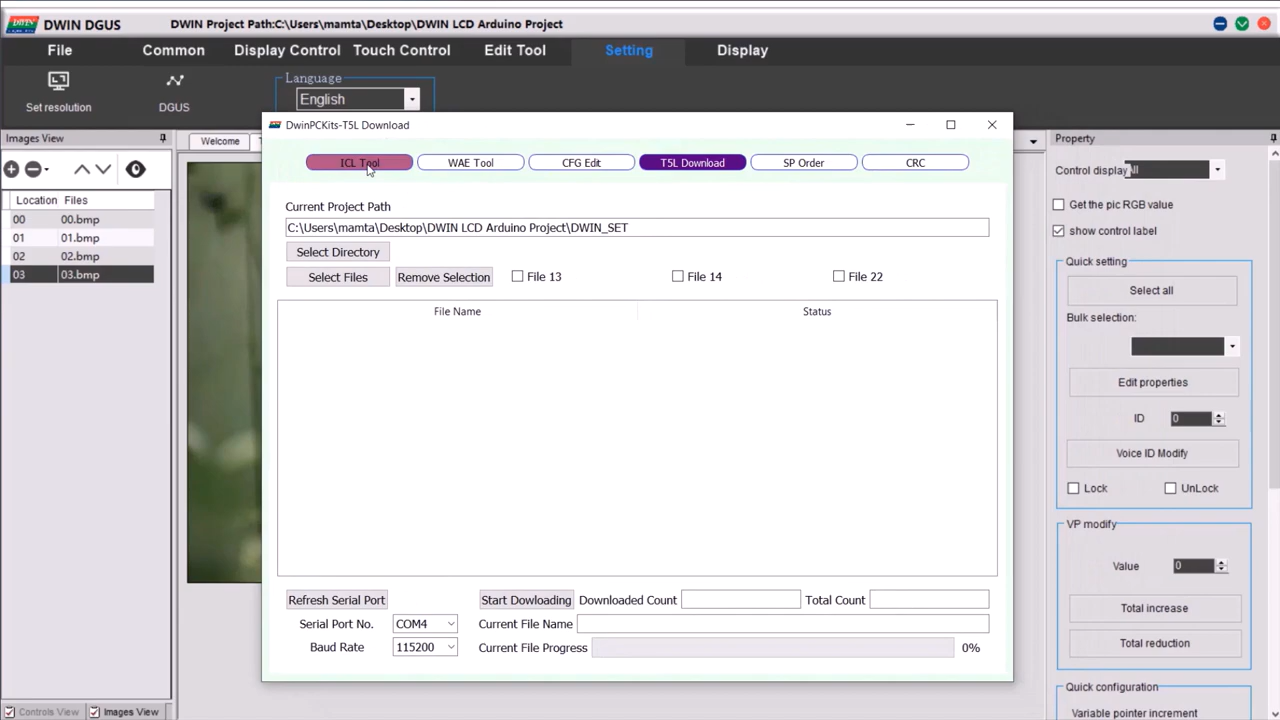 DWIN DGUS DWIN Project Path:C:\Users\mamta\Desktop\DWIN LCD Arduino Project
File Common Display Control Touch Control Edit Tool Setting Display
Language
English
Set resolution DGUS
Images View
Welcome
Location Files
00 00.bmp
01 01.bmp
02 02.bmp
03 03.bmp
Controls View Images View
DwinPCKits-T5L Download
ICL Tool WAE Tool CFG Edit T5L Download SP Order CRC
Current Project Path
C:\Users\mamta\Desktop\DWIN LCD Arduino Project\DWIN_SET
Select Directory
Select Files Remove Selection File 13 File 14 File 22
File Name Status
Refresh Serial Port Start Dowloading Downloaded Count Total Count
Serial Port No. COM4 Current File Name
Baud Rate 115200 Current File Progress 0%
Property
Control display
Get the pic RGB value
show control label
Quick setting
Select all
Bulk selection:
Edit properties
ID 0
Voice ID Modify
Lock UnLock
VP modify
Value 0
Total increase
Total reduction
Quick configuration
Variable pointer increment